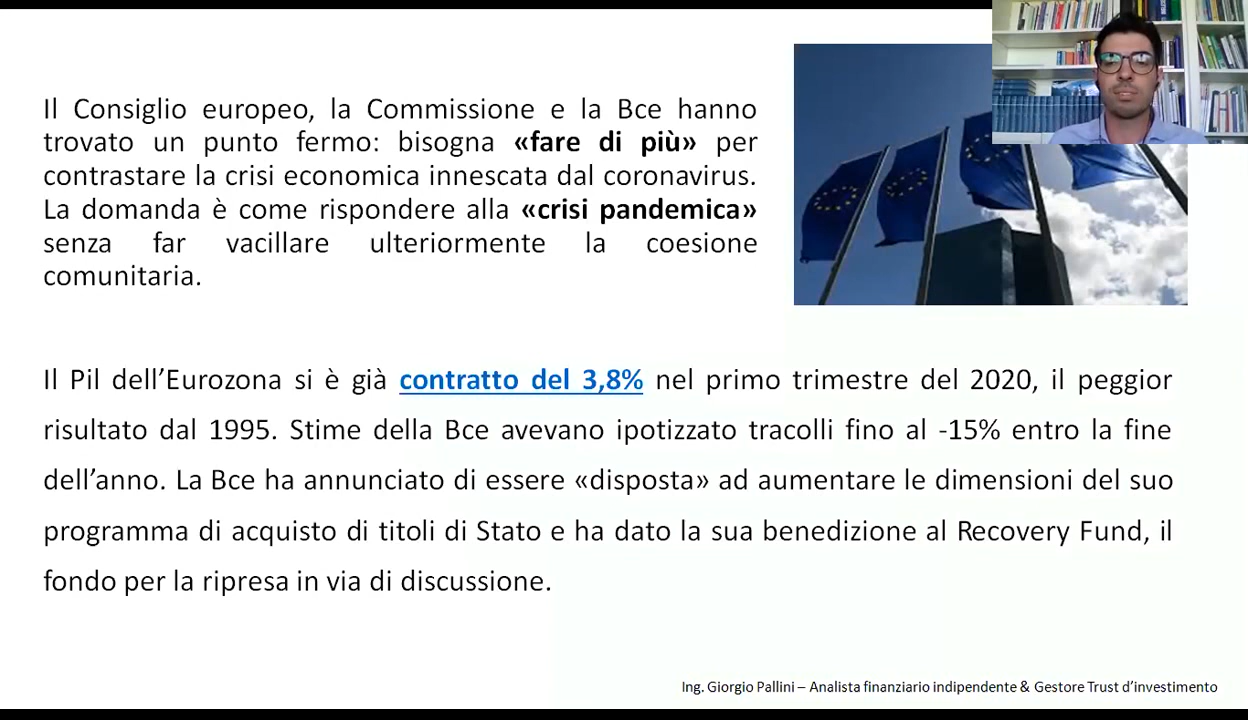 Il Consiglio europeo, la Commissione e la Bce hanno
trovato un punto fermo: bisogna «fare di più» per
contrastare la crisi economica innescata dal coronavirus.
La domanda è come rispondere alla «crisi pandemica»
senza far vacillare ulteriormente la coesione
comunitaria.
Il Pil dell’Eurozona si è già contratto del 3,8% nel primo trimestre del 2020, il peggior
risultato dal 1995. Stime della Bce avevano ipotizzato tracolli fino al -15% entro la fine
dell’anno. La Bce ha annunciato di essere «disposta» ad aumentare le dimensioni del suo
programma di acquisto di titoli di Stato e ha dato la sua benedizione al Recovery Fund, il
fondo per la ripresa in via di discussione.
Ing. Giorgio Pallini – Analista finanziario indipendente & Gestore Trust d’investimento